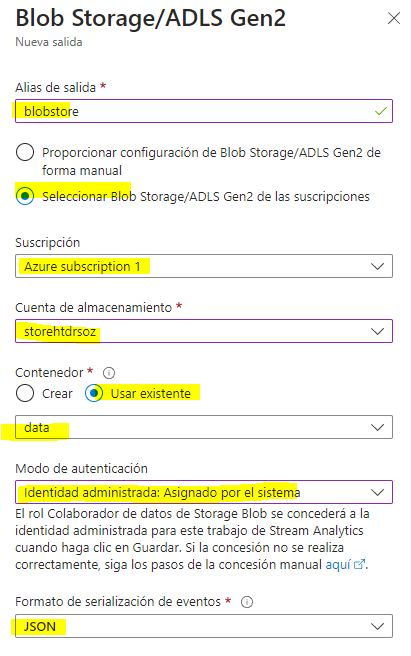 Blob Storage/ADLS Gen2
Nueva salida
Alias de salida *
blobstore
Proporcionar configuración de Blob Storage/ADLS Gen2 de
forma manual
Seleccionar Blob Storage/ADLS Gen2 de las suscripciones
Suscripción
Azure subscription 1
Cuenta de almacenamiento *
storehtdrsoz
Contenedor *
Crear
Usar existente
data
Modo de autenticación
Identidad administrada: Asignado por el sistema
El rol Colaborador de datos de Storage Blob se concederá a la
identidad administrada para este trabajo de Stream Analytics
cuando haga clic en Guardar. Si la concesión no se realiza
correctamente, siga los pasos de la concesión manual aquí.
Formato de serialización de eventos *
JSON